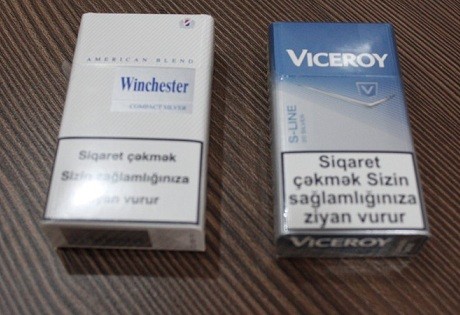 AMERICAN BLEND
Winchester
COMPACT SILVER
Siqaret çəkmək
Sizin sağlamlığınıza
ziyan vurur
VICEROY
V
S-LINE
Siqaret
çəkmək Sizin
sağlamlığınıza
ziyan vurur
VICEROY